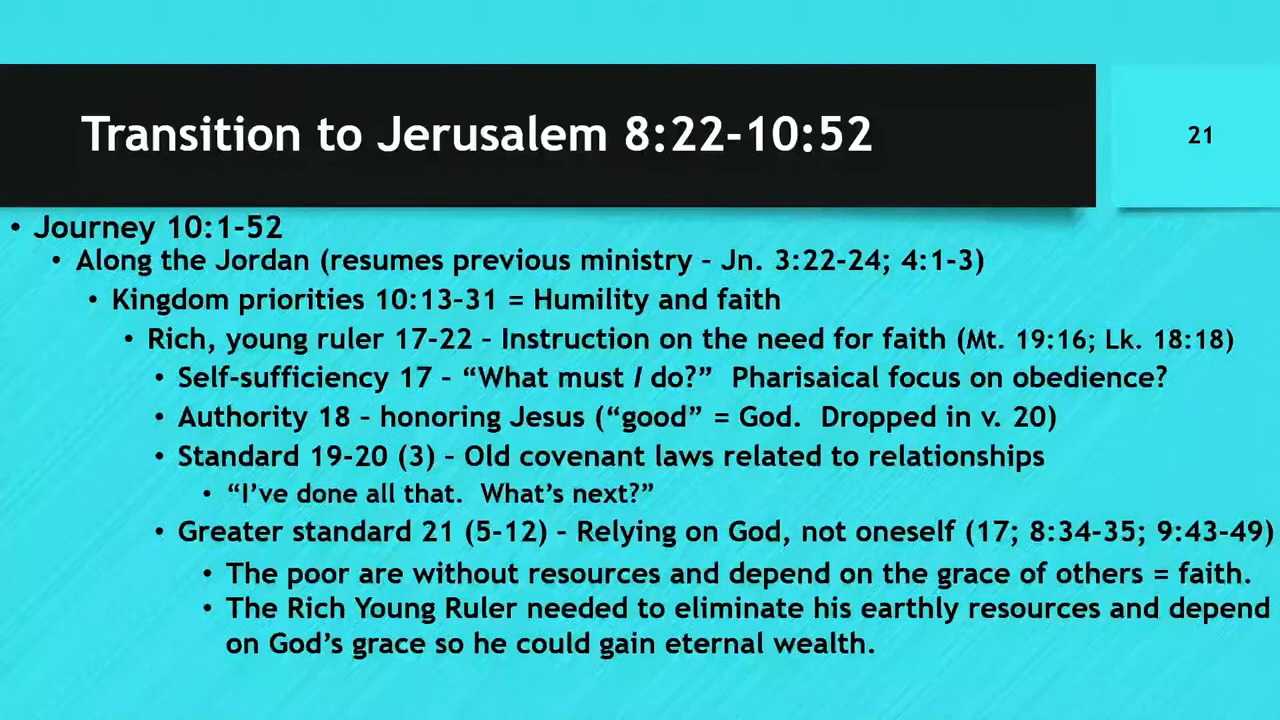 Transition to Jerusalem 8:22-10:52
21
• Journey 10:1-52
• Along the Jordan (resumes previous ministry – Jn. 3:22-24; 4:1-3)
• Kingdom priorities 10:13-31 = Humility and faith
• Rich, young ruler 17-22 – Instruction on the need for faith (Mt. 19:16; Lk. 18:18)
• Self-sufficiency 17 – “What must I do?”  Pharisaical focus on obedience?
• Authority 18 – honoring Jesus (“good” = God.  Dropped in v. 20)
• Standard 19-20 (3) – Old covenant laws related to relationships
• “I’ve done all that.  What’s next?”
• Greater standard 21 (5-12) – Relying on God, not oneself (17; 8:34-35; 9:43-49)
• The poor are without resources and depend on the grace of others = faith.
• The Rich Young Ruler needed to eliminate his earthly resources and depend
on God’s grace so he could gain eternal wealth.